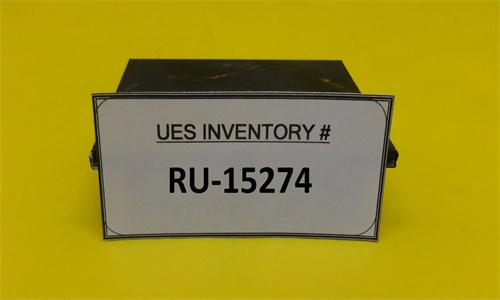 UES INVENTORY #
RU-15274